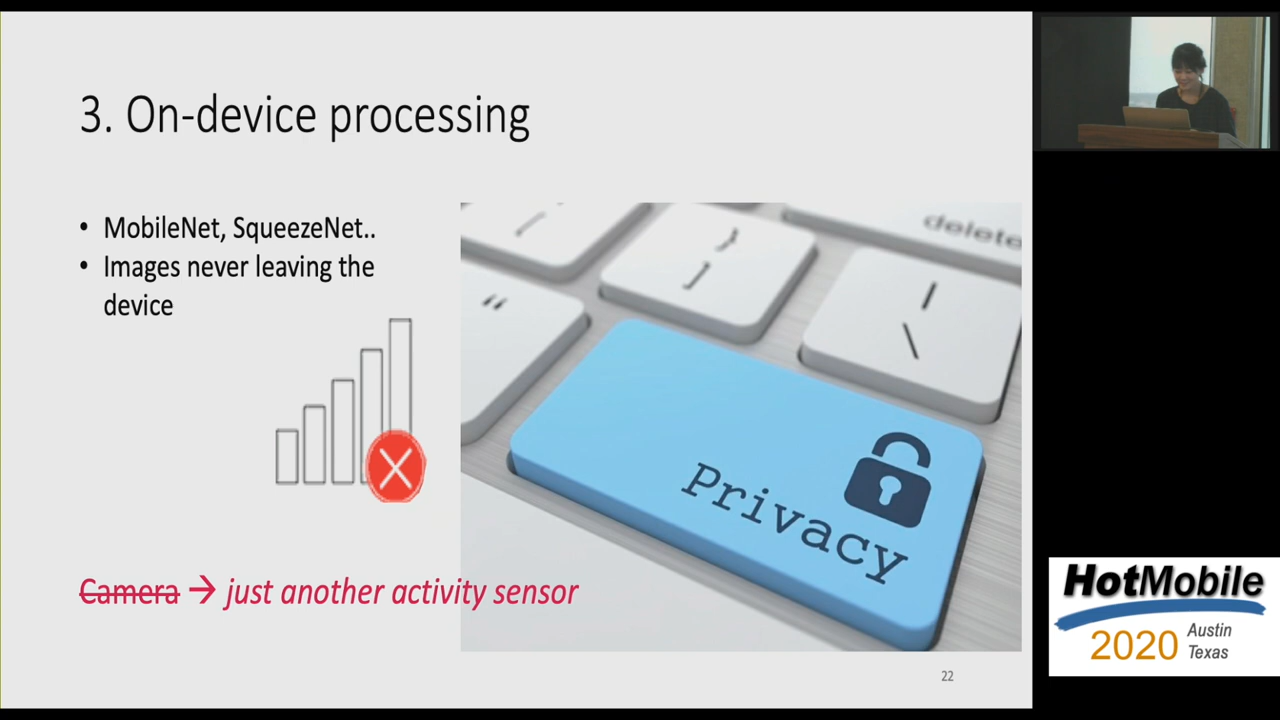 3. On-device processing
• MobileNet, SqueezeNet..
• Images never leaving the
device
delete
}
]
"
/
\
Privacy
Camera → just another activity sensor
22
HotMobile
2020 Austin
Texas